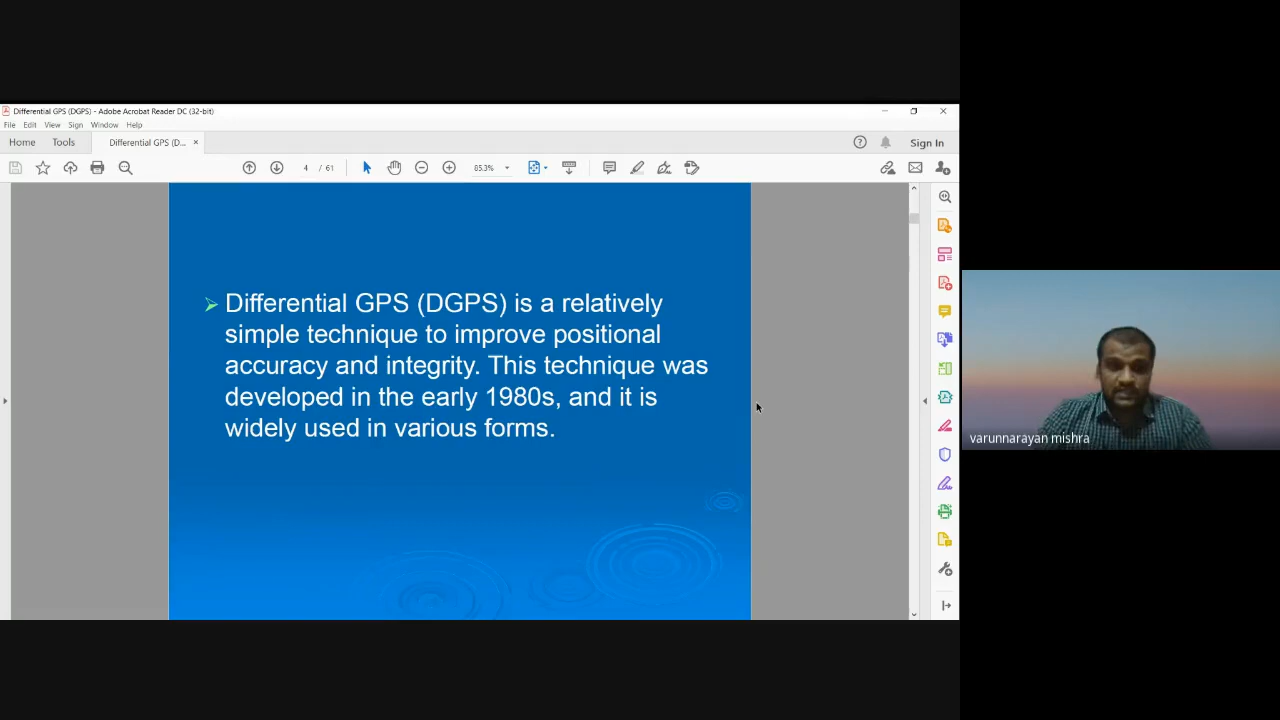 Differential GPS (DGPS) - Adobe Acrobat Reader DC (32-bit)
File Edit View Sign Window Help
Home Tools Differential GPS (D... × Sign In
4 / 61 85.3%
Differential GPS (DGPS) is a relatively
simple technique to improve positional
accuracy and integrity. This technique was
developed in the early 1980s, and it is
widely used in various forms.
varunnarayan mishra